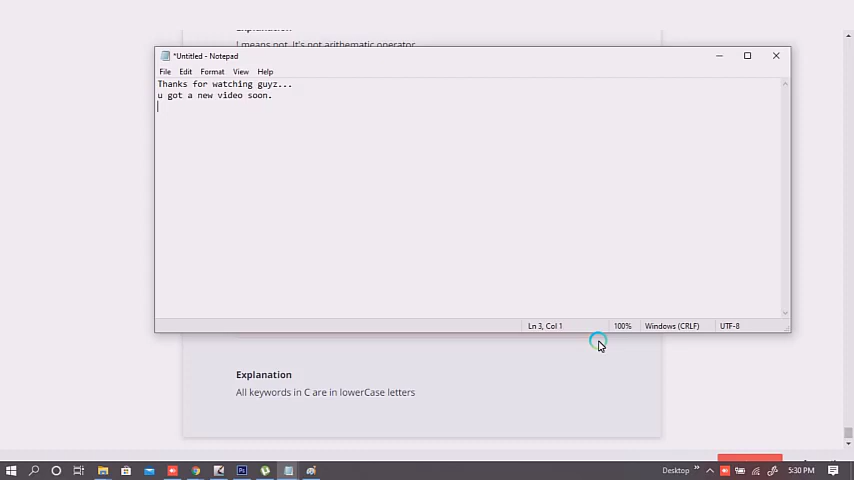 I means not. It's not arithmatic operator
*Untitled - Notepad
File Edit Format View Help
Thanks for watching guyz...
u got a new video soon.
Ln 3, Col 1 100% Windows (CRLF) UTF-8
Explanation
All keywords in C are in lowerCase letters
Desktop 5:30 PM